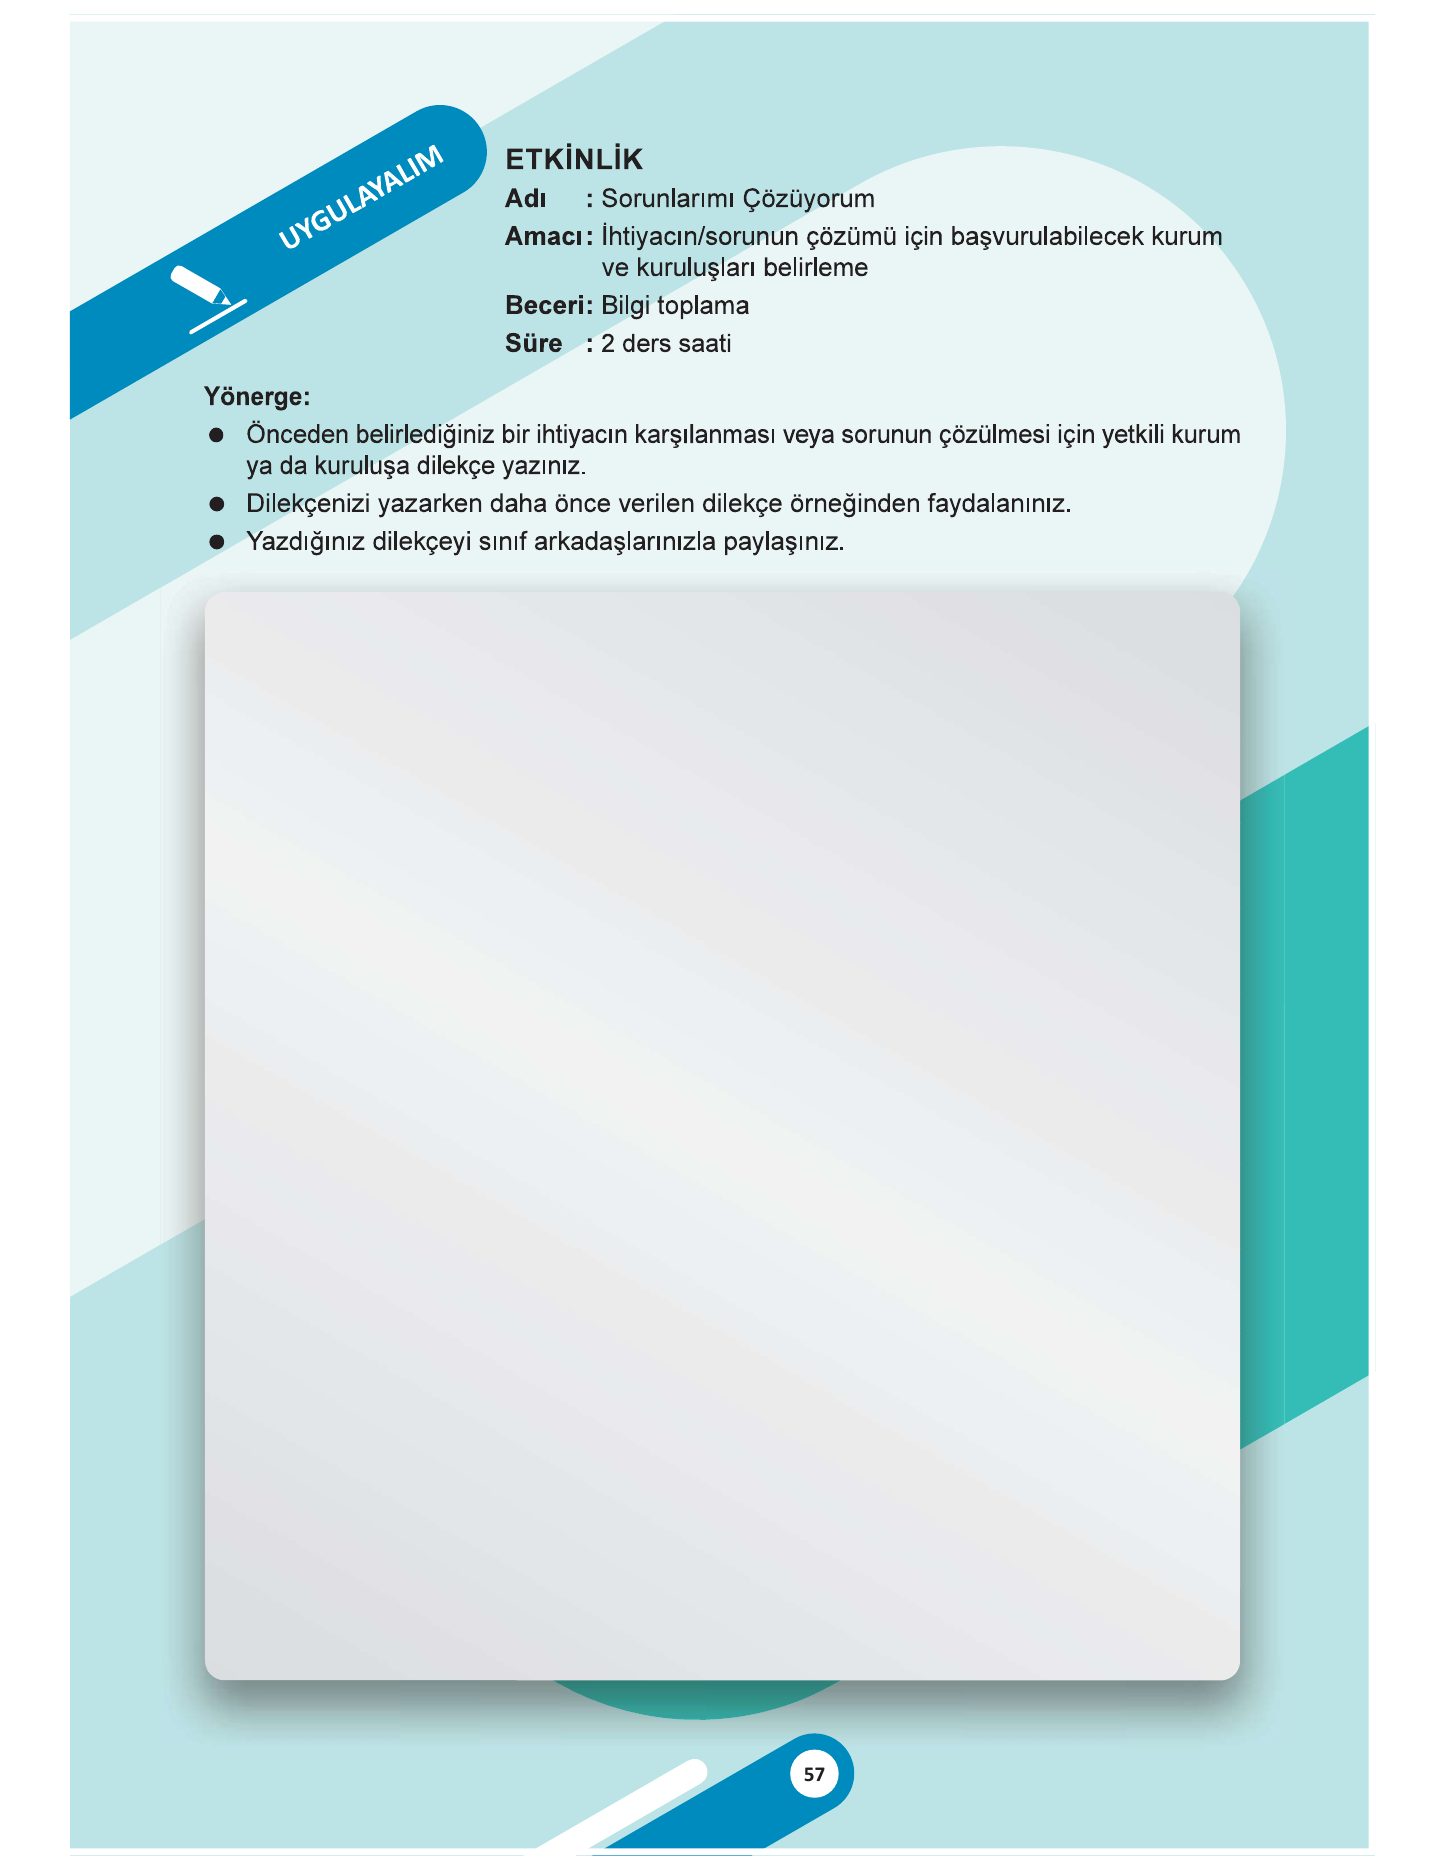 UYGULAYALIM
ETKİNLİK
Adı : Sorunlarımı Çözüyorum
Amacı : İhtiyacın/sorunun çözümü için başvurulabilecek kurum
ve kuruluşları belirleme
Beceri : Bilgi toplama
Süre : 2 ders saati
Yönerge:
● Önceden belirlediğiniz bir ihtiyacın karşılanması veya sorunun çözülmesi için yetkili kurum
ya da kuruluşa dilekçe yazınız.
● Dilekçenizi yazarken daha önce verilen dilekçe örneğinden faydalanınız.
● Yazdığınız dilekçeyi sınıf arkadaşlarınızla paylaşınız.
57